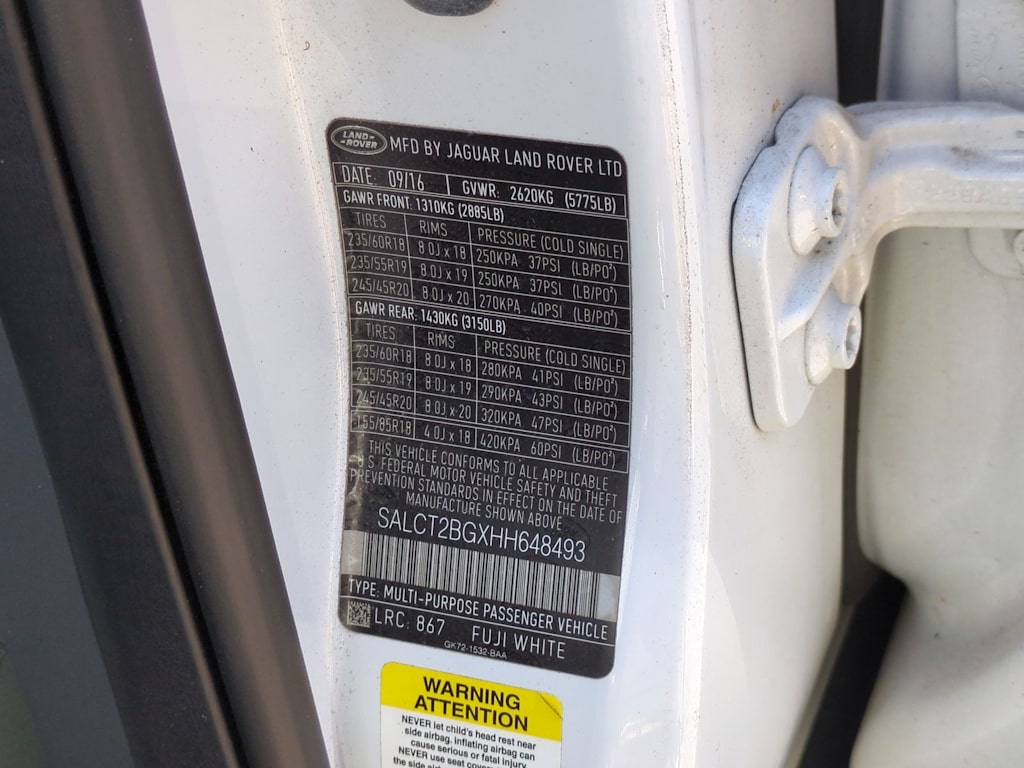 LAND-
-ROVER
MFD BY JAGUAR LAND ROVER LTD
DATE: 09/16 GVWR: 2620KG (5775LB)
GAWR FRONT: 1310KG (2885LB)
TIRES RIMS PRESSURE (COLD SINGLE)
235/60R18 8.0J x 18 250KPA 37PSI (LB/PO²)
235/55R19 8.0J x 19 250KPA 37PSI (LB/PO²)
245/45R20 8.0J x 20 270KPA 40PSI (LB/PO²)
GAWR REAR: 1430KG (3150LB)
TIRES RIMS PRESSURE (COLD SINGLE)
235/60R18 8.0J x 18 280KPA 41PSI (LB/PO²)
235/55R19 8.0J x 19 290KPA 43PSI (LB/PO²)
245/45R20 8.0J x 20 320KPA 47PSI (LB/PO²)
155/85R18 4.0J x 18 420KPA 60PSI (LB/PO²)
THIS VEHICLE CONFORMS TO ALL APPLICABLE
U.S. FEDERAL MOTOR VEHICLE SAFETY AND THEFT
PREVENTION STANDARDS IN EFFECT ON THE DATE OF
MANUFACTURE SHOWN ABOVE
SALCT2BGXHH648493
TYPE: MULTI-PURPOSE PASSENGER VEHICLE
LRC: 867 FUJI WHITE
GK72-1532-BAA
WARNING
ATTENTION
NEVER let child's head rest near
side airbag, inflating airbag can
cause serious or fatal injury.
NEVER use seat
the side